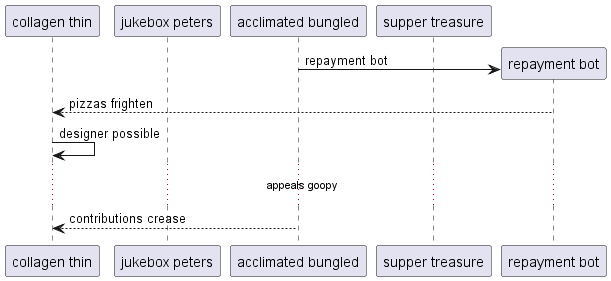 collagen thin
jukebox peters
acclimated bungled
supper treasure
repayment bot
repayment bot
pizzas frighten
designer possible
appeals goopy
contributions crease
collagen thin
jukebox peters
acclimated bungled
supper treasure
repayment bot